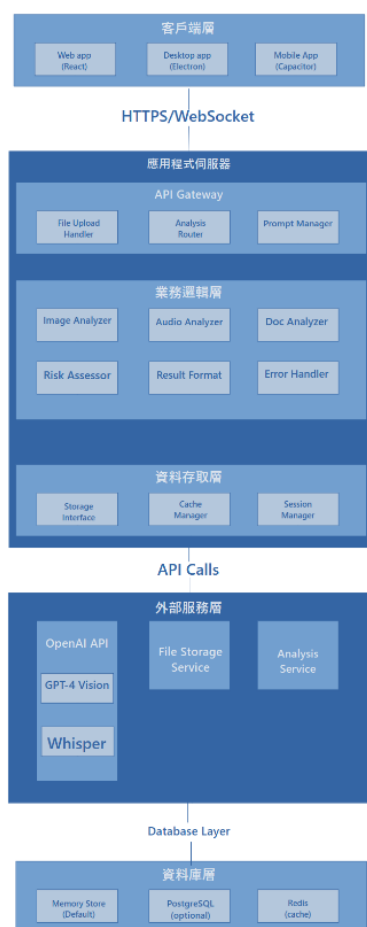 客戶端層
Web app
(React)
Desktop app
(Electron)
Mobile App
(Capacitor)
HTTPS/WebSocket
應用程式伺服器
API Gateway
File Upload
Handler
Analysis
Router
Prompt Manager
業務邏輯層
Image Analyzer
Audio Analyzer
Doc Analyzer
Risk Assessor
Result Format
Error Handler
資料存取層
Storage
Interface
Cache
Manager
Session
Manager
API Calls
外部服務層
OpenAI API
GPT-4 Vision
Whisper
File Storage
Service
Analysis
Service
Database Layer
資料庫層
Memory Store
(Default)
PostgreSQL
(optional)
Redis
(cache)